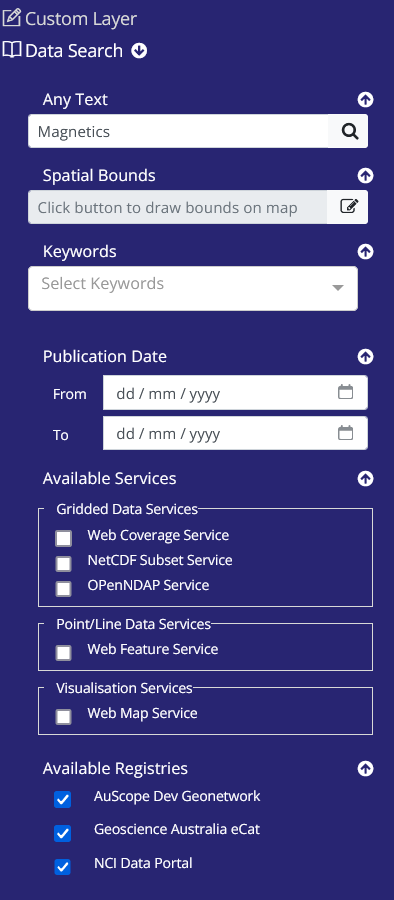 Custom Layer
Data Search
Any Text
Magnetics
Spatial Bounds
Click button to draw bounds on map
Keywords
Select Keywords
Publication Date
From dd / mm / yyyy
To dd / mm / yyyy
Available Services
Gridded Data Services
Web Coverage Service
NetCDF Subset Service
OPenNDAP Service
Point/Line Data Services
Web Feature Service
Visualisation Services
Web Map Service
Available Registries
AuScope Dev Geonetwork
Geoscience Australia eCat
NCI Data Portal